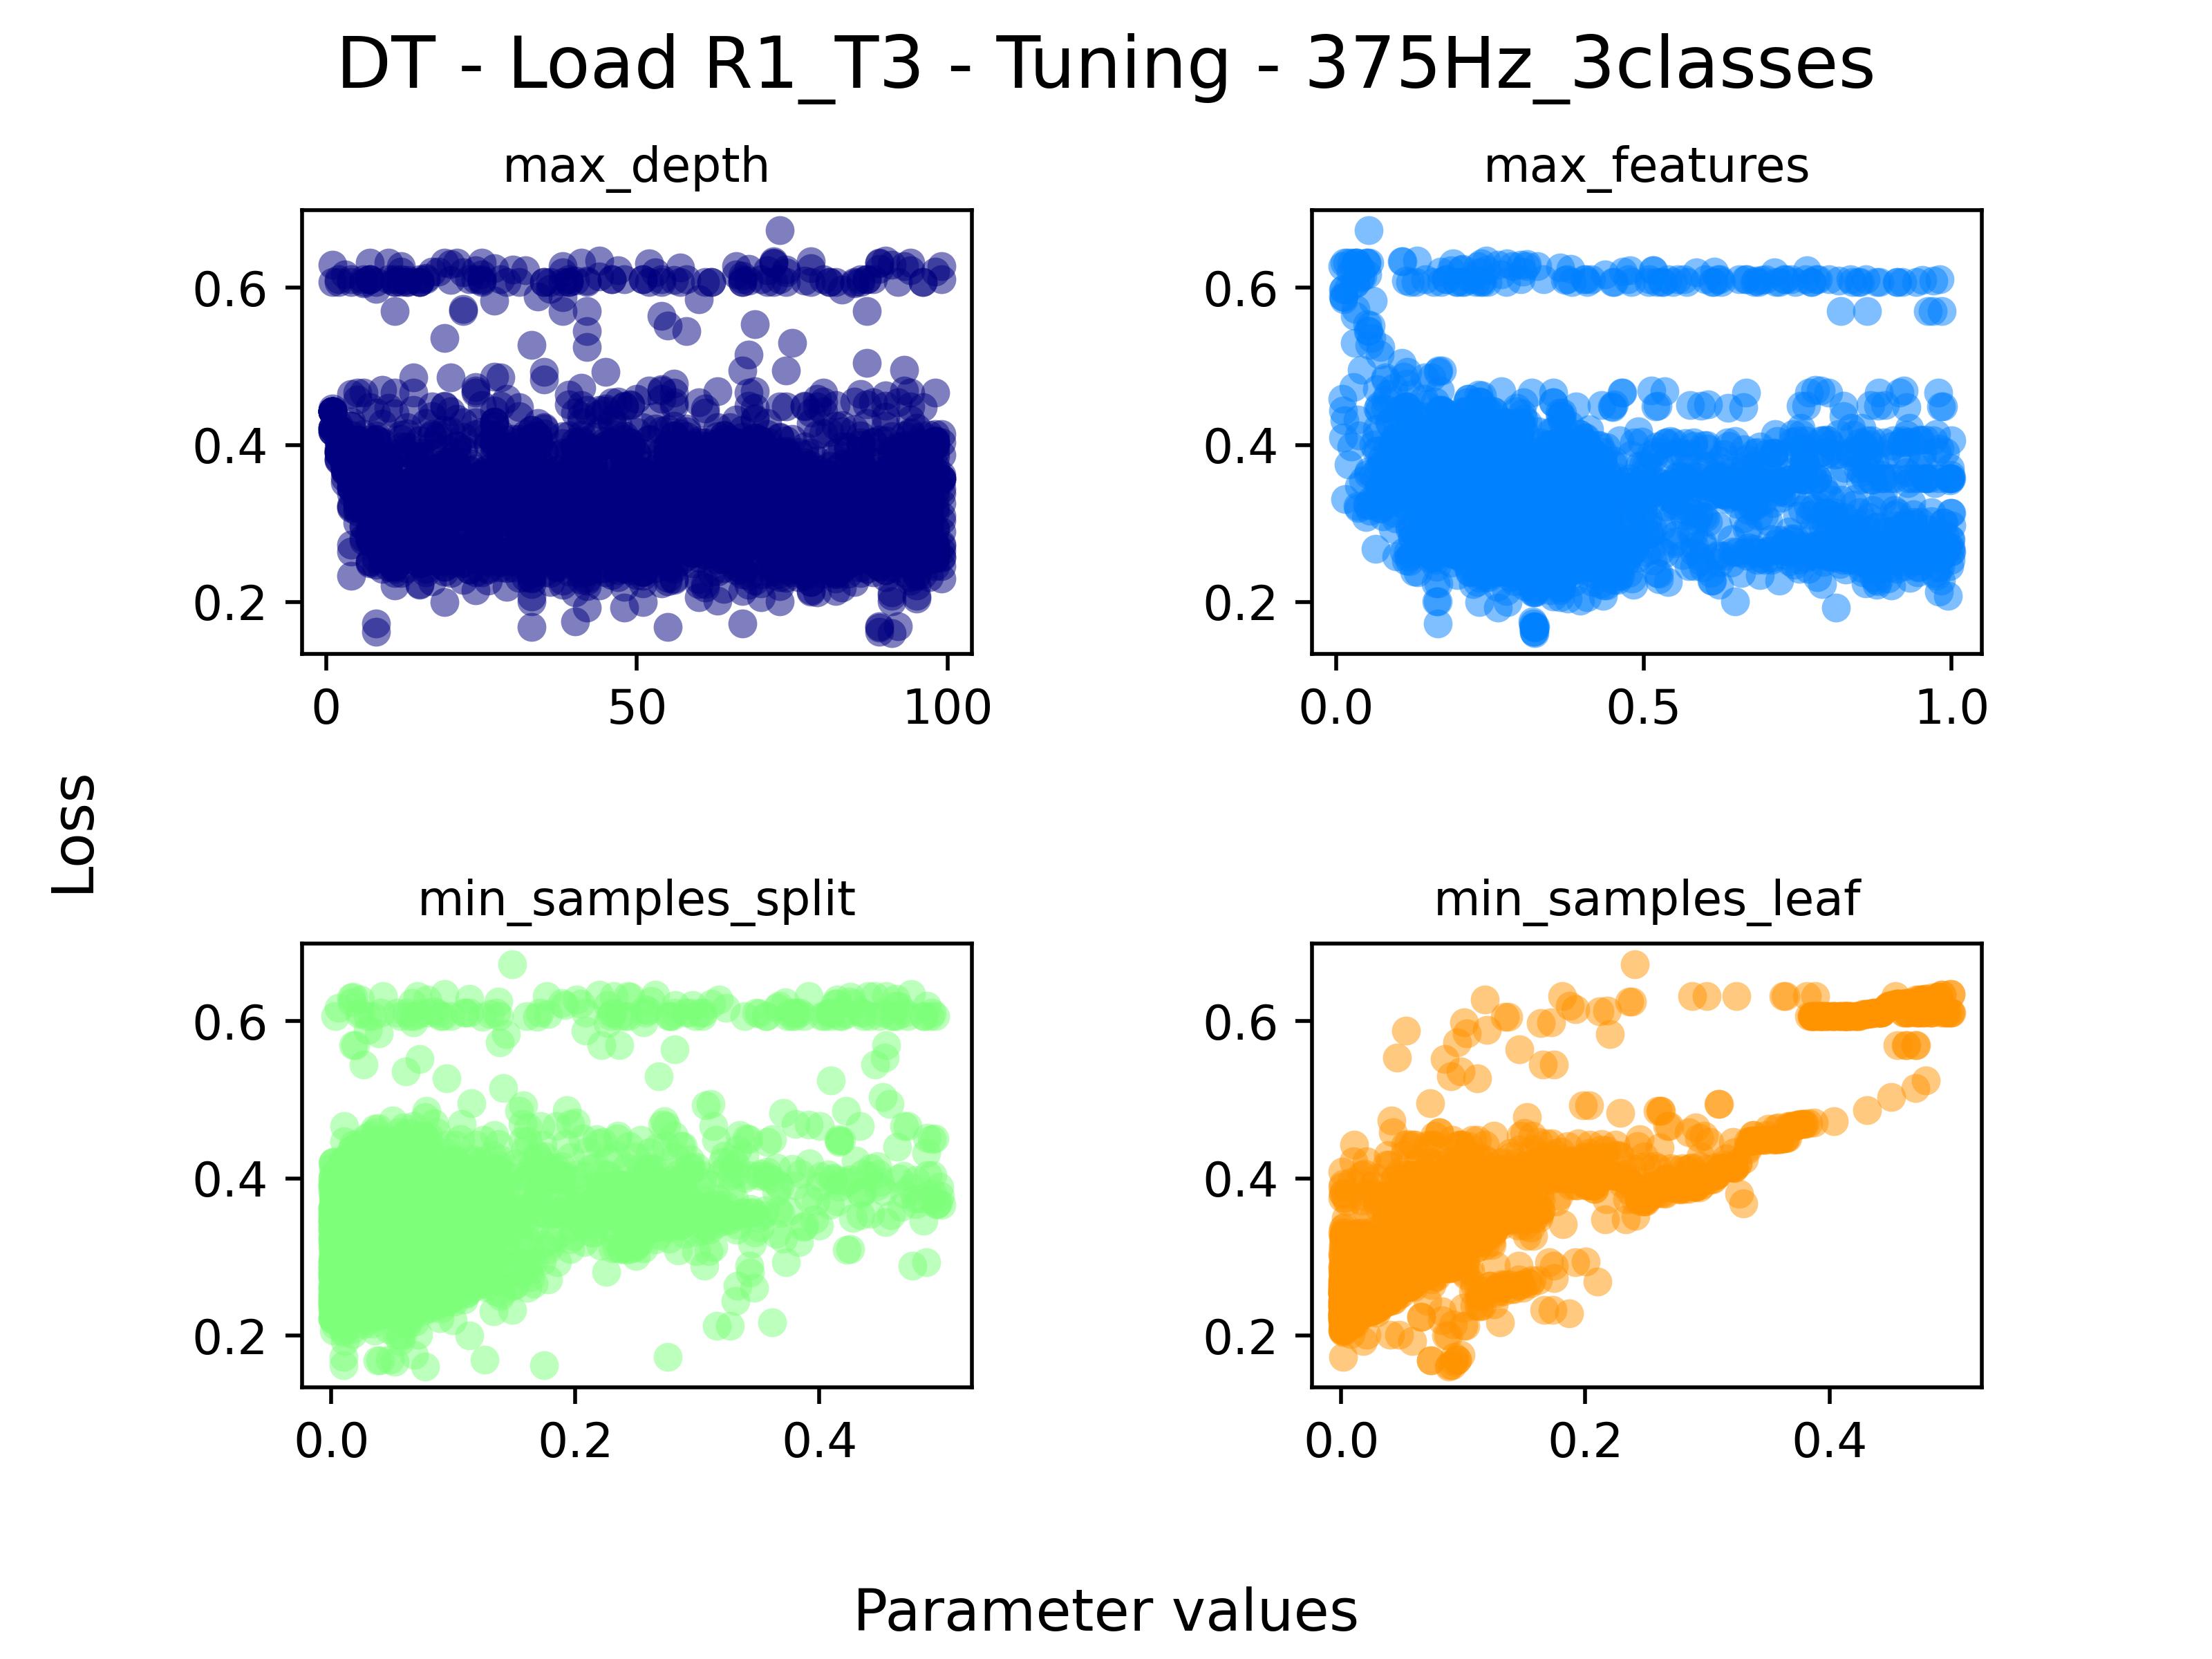 DT - Load R1_T3 - Tuning - 375Hz_3classes
max_depth
0.6
0.4
0.2
0 50 100
max_features
0.6
0.4
0.2
0.0 0.5 1.0
Loss
min_samples_split
0.6
0.4
0.2
0.0 0.2 0.4
min_samples_leaf
0.6
0.4
0.2
0.0 0.2 0.4
Parameter values